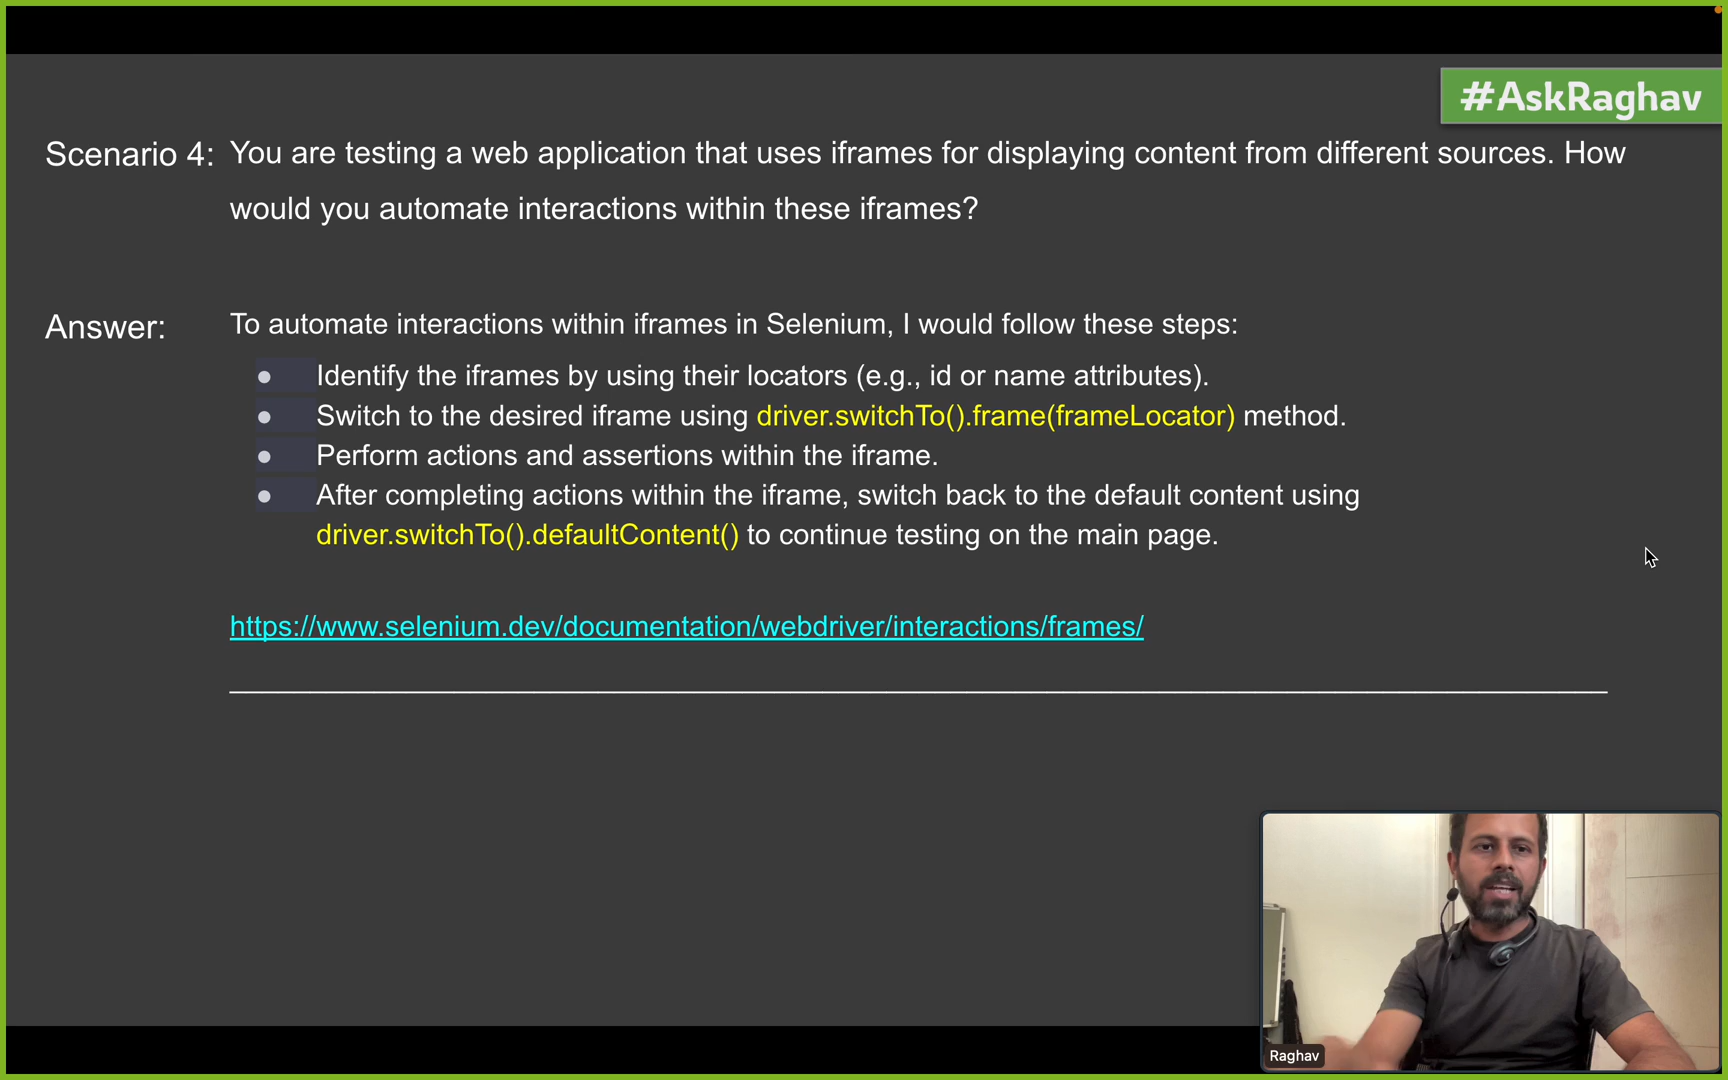 #AskRaghav
Scenario 4: You are testing a web application that uses iframes for displaying content from different sources. How
would you automate interactions within these iframes?
Answer: To automate interactions within iframes in Selenium, I would follow these steps:
● Identify the iframes by using their locators (e.g., id or name attributes).
● Switch to the desired iframe using driver.switchTo().frame(frameLocator) method.
● Perform actions and assertions within the iframe.
● After completing actions within the iframe, switch back to the default content using
driver.switchTo().defaultContent() to continue testing on the main page.
https://www.selenium.dev/documentation/webdriver/interactions/frames/
Raghav